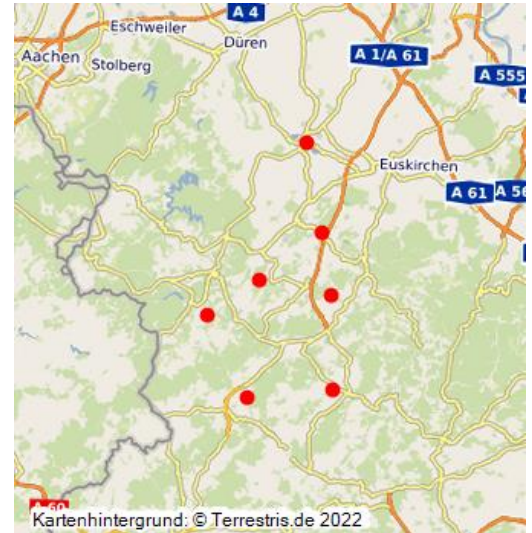 A 4
Eschweiler
Düren
Aachen
Stolberg
A 1/A 61
A 555
Euskirchen
A 61
A 56
A 60
Kartenhintergrund: © Terrestris.de 2022